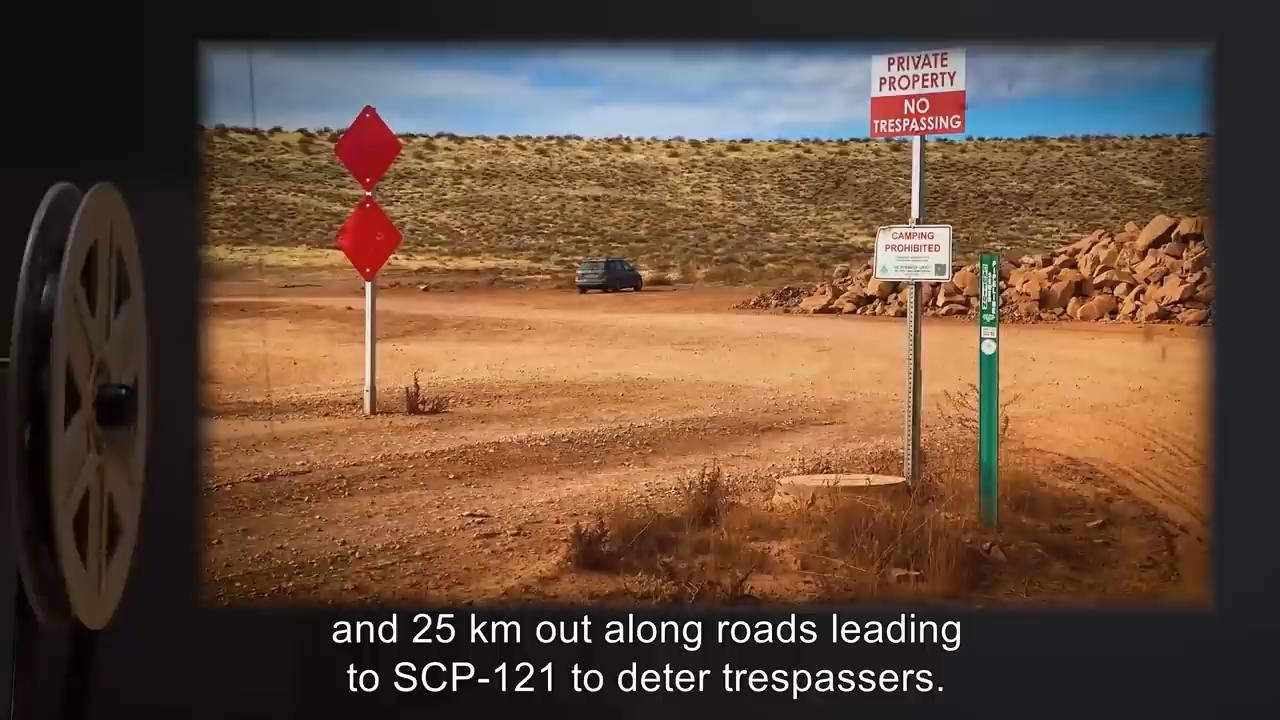 PRIVATE
PROPERTY
NO
TRESPASSING
CAMPING
PROHIBITED
and 25 km out along roads leading
to SCP-121 to deter trespassers.